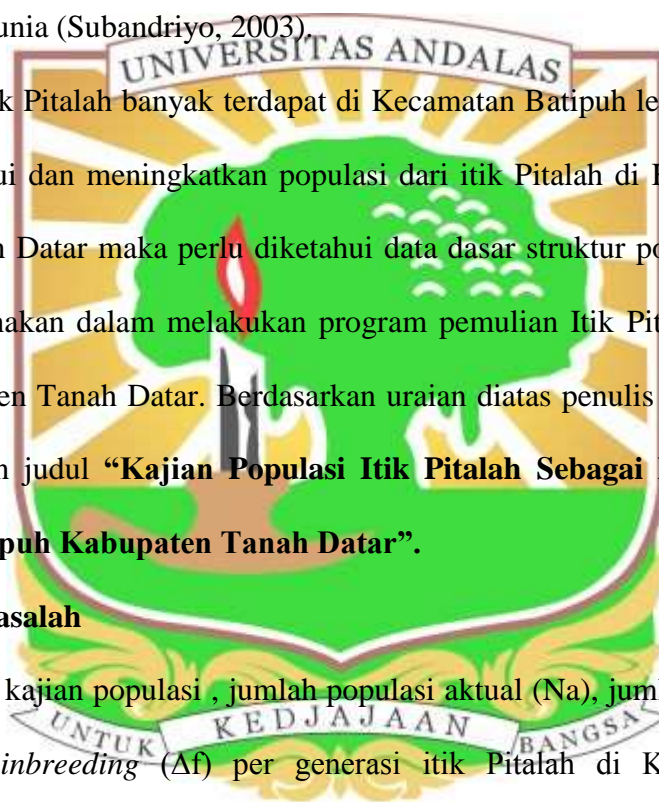 unia (Subandriyo, 2003).
UNIVERSITAS ANDALAS
k Pitalah banyak terdapat di Kecamatan Batipuh le
ui dan meningkatkan populasi dari itik Pitalah di
h Datar maka perlu diketahui data dasar struktur po
nakan dalam melakukan program pemulian Itik Pit
en Tanah Datar. Berdasarkan uraian diatas penulis
n judul “Kajian Populasi Itik Pitalah Sebagai
puh Kabupaten Tanah Datar”.
asalah
kajian populasi , jumlah populasi aktual (Na), juml
UNTUK KEDJAJAAN BANGSA
inbreeding (Δf) per generasi itik Pitalah di K